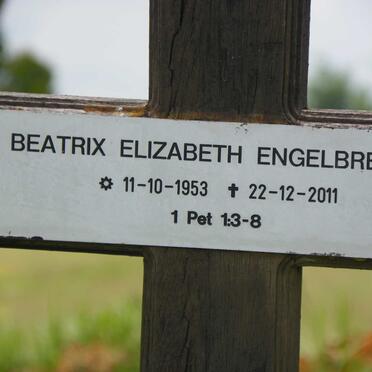 BEATRIX ELIZABETH ENGELBRE
✡ 11-10-1953 ✝ 22-12-2011
1 Pet 1:3-8